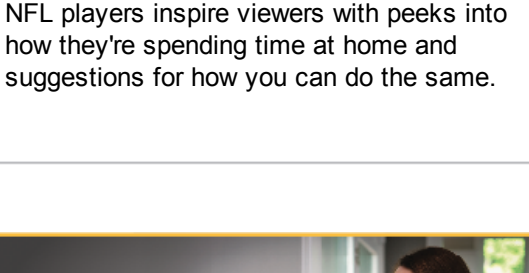 NFL players inspire viewers with peeks into
how they're spending time at home and
suggestions for how you can do the same.